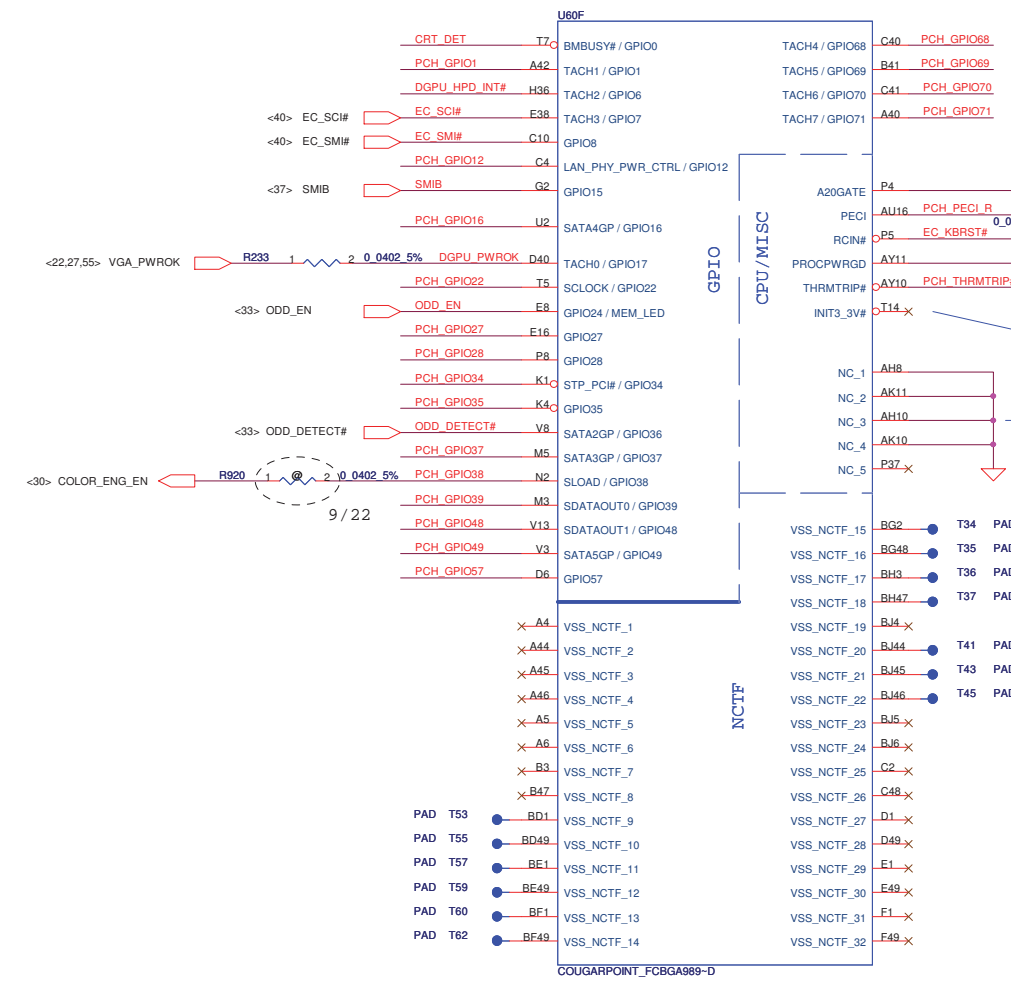 U60F
CRT_DET T7 BMBUSY# / GPIO0 TACH4 / GPIO68 C40 PCH_GPIO68
PCH_GPIO1 A42 TACH1 / GPIO1 TACH5 / GPIO69 B41 PCH_GPIO69
DGPU_HPD_INT# H36 TACH2 / GPIO6 TACH6 / GPIO70 C41 PCH_GPIO70
<40> EC_SCI# EC_SCI# E38 TACH3 / GPIO7 TACH7 / GPIO71 A40 PCH_GPIO71
<40> EC_SMI# EC_SMI# C10 GPIO8
PCH_GPIO12 C4 LAN_PHY_PWR_CTRL / GPIO12
<37> SMIB SMIB G2 GPIO15 A20GATE P4
PECI AU16 PCH_PECI_R
0_0
PCH_GPIO16 U2 SATA4GP / GPIO16 RCIN# P5 EC_KBRST#
<22,27,55> VGA_PWROK R233 1 2 0_0402_5% DGPU_PWROK D40 TACH0 / GPIO17 PROCPWRGD AY11
PCH_GPIO22 T5 SCLOCK / GPIO22 THRMTRIP# AY10 PCH_THRMTRIP#
<33> ODD_EN ODD_EN E8 GPIO24 / MEM_LED INIT3_3V# T14
GPIO
CPU/MISC
PCH_GPIO27 E16 GPIO27
PCH_GPIO28 P8 GPIO28
PCH_GPIO34 K1 STP_PCI# / GPIO34 NC_1 AH8
PCH_GPIO35 K4 GPIO35 NC_2 AK11
<33> ODD_DETECT# ODD_DETECT# V8 SATA2GP / GPIO36 NC_3 AH10
PCH_GPIO37 M5 SATA3GP / GPIO37 NC_4 AK10
<30> COLOR_ENG_EN R920 1 @ 2 0_0402_5% PCH_GPIO38 N2 SLOAD / GPIO38 NC_5 P37
9/22
PCH_GPIO39 M3 SDATAOUT0 / GPIO39
PCH_GPIO48 V13 SDATAOUT1 / GPIO48 VSS_NCTF_15 BG2 T34 PAD
PCH_GPIO49 V3 SATA5GP / GPIO49 VSS_NCTF_16 BG48 T35 PAD
PCH_GPIO57 D6 GPIO57 VSS_NCTF_17 BH3 T36 PAD
VSS_NCTF_18 BH47 T37 PAD
A4 VSS_NCTF_1 VSS_NCTF_19 BJ4
A44 VSS_NCTF_2 VSS_NCTF_20 BJ44 T41 PAD
A45 VSS_NCTF_3 VSS_NCTF_21 BJ45 T43 PAD
A46 VSS_NCTF_4 VSS_NCTF_22 BJ46 T45 PAD
NCTF
A5 VSS_NCTF_5 VSS_NCTF_23 BJ5
A6 VSS_NCTF_6 VSS_NCTF_24 BJ6
B3 VSS_NCTF_7 VSS_NCTF_25 C2
B47 VSS_NCTF_8 VSS_NCTF_26 C48
PAD T53 BD1 VSS_NCTF_9 VSS_NCTF_27 D1
PAD T55 BD49 VSS_NCTF_10 VSS_NCTF_28 D49
PAD T57 BE1 VSS_NCTF_11 VSS_NCTF_29 E1
PAD T59 BE49 VSS_NCTF_12 VSS_NCTF_30 E49
PAD T60 BF1 VSS_NCTF_13 VSS_NCTF_31 F1
PAD T62 BF49 VSS_NCTF_14 VSS_NCTF_32 F49
COUGARPOINT_FCBGA989~D